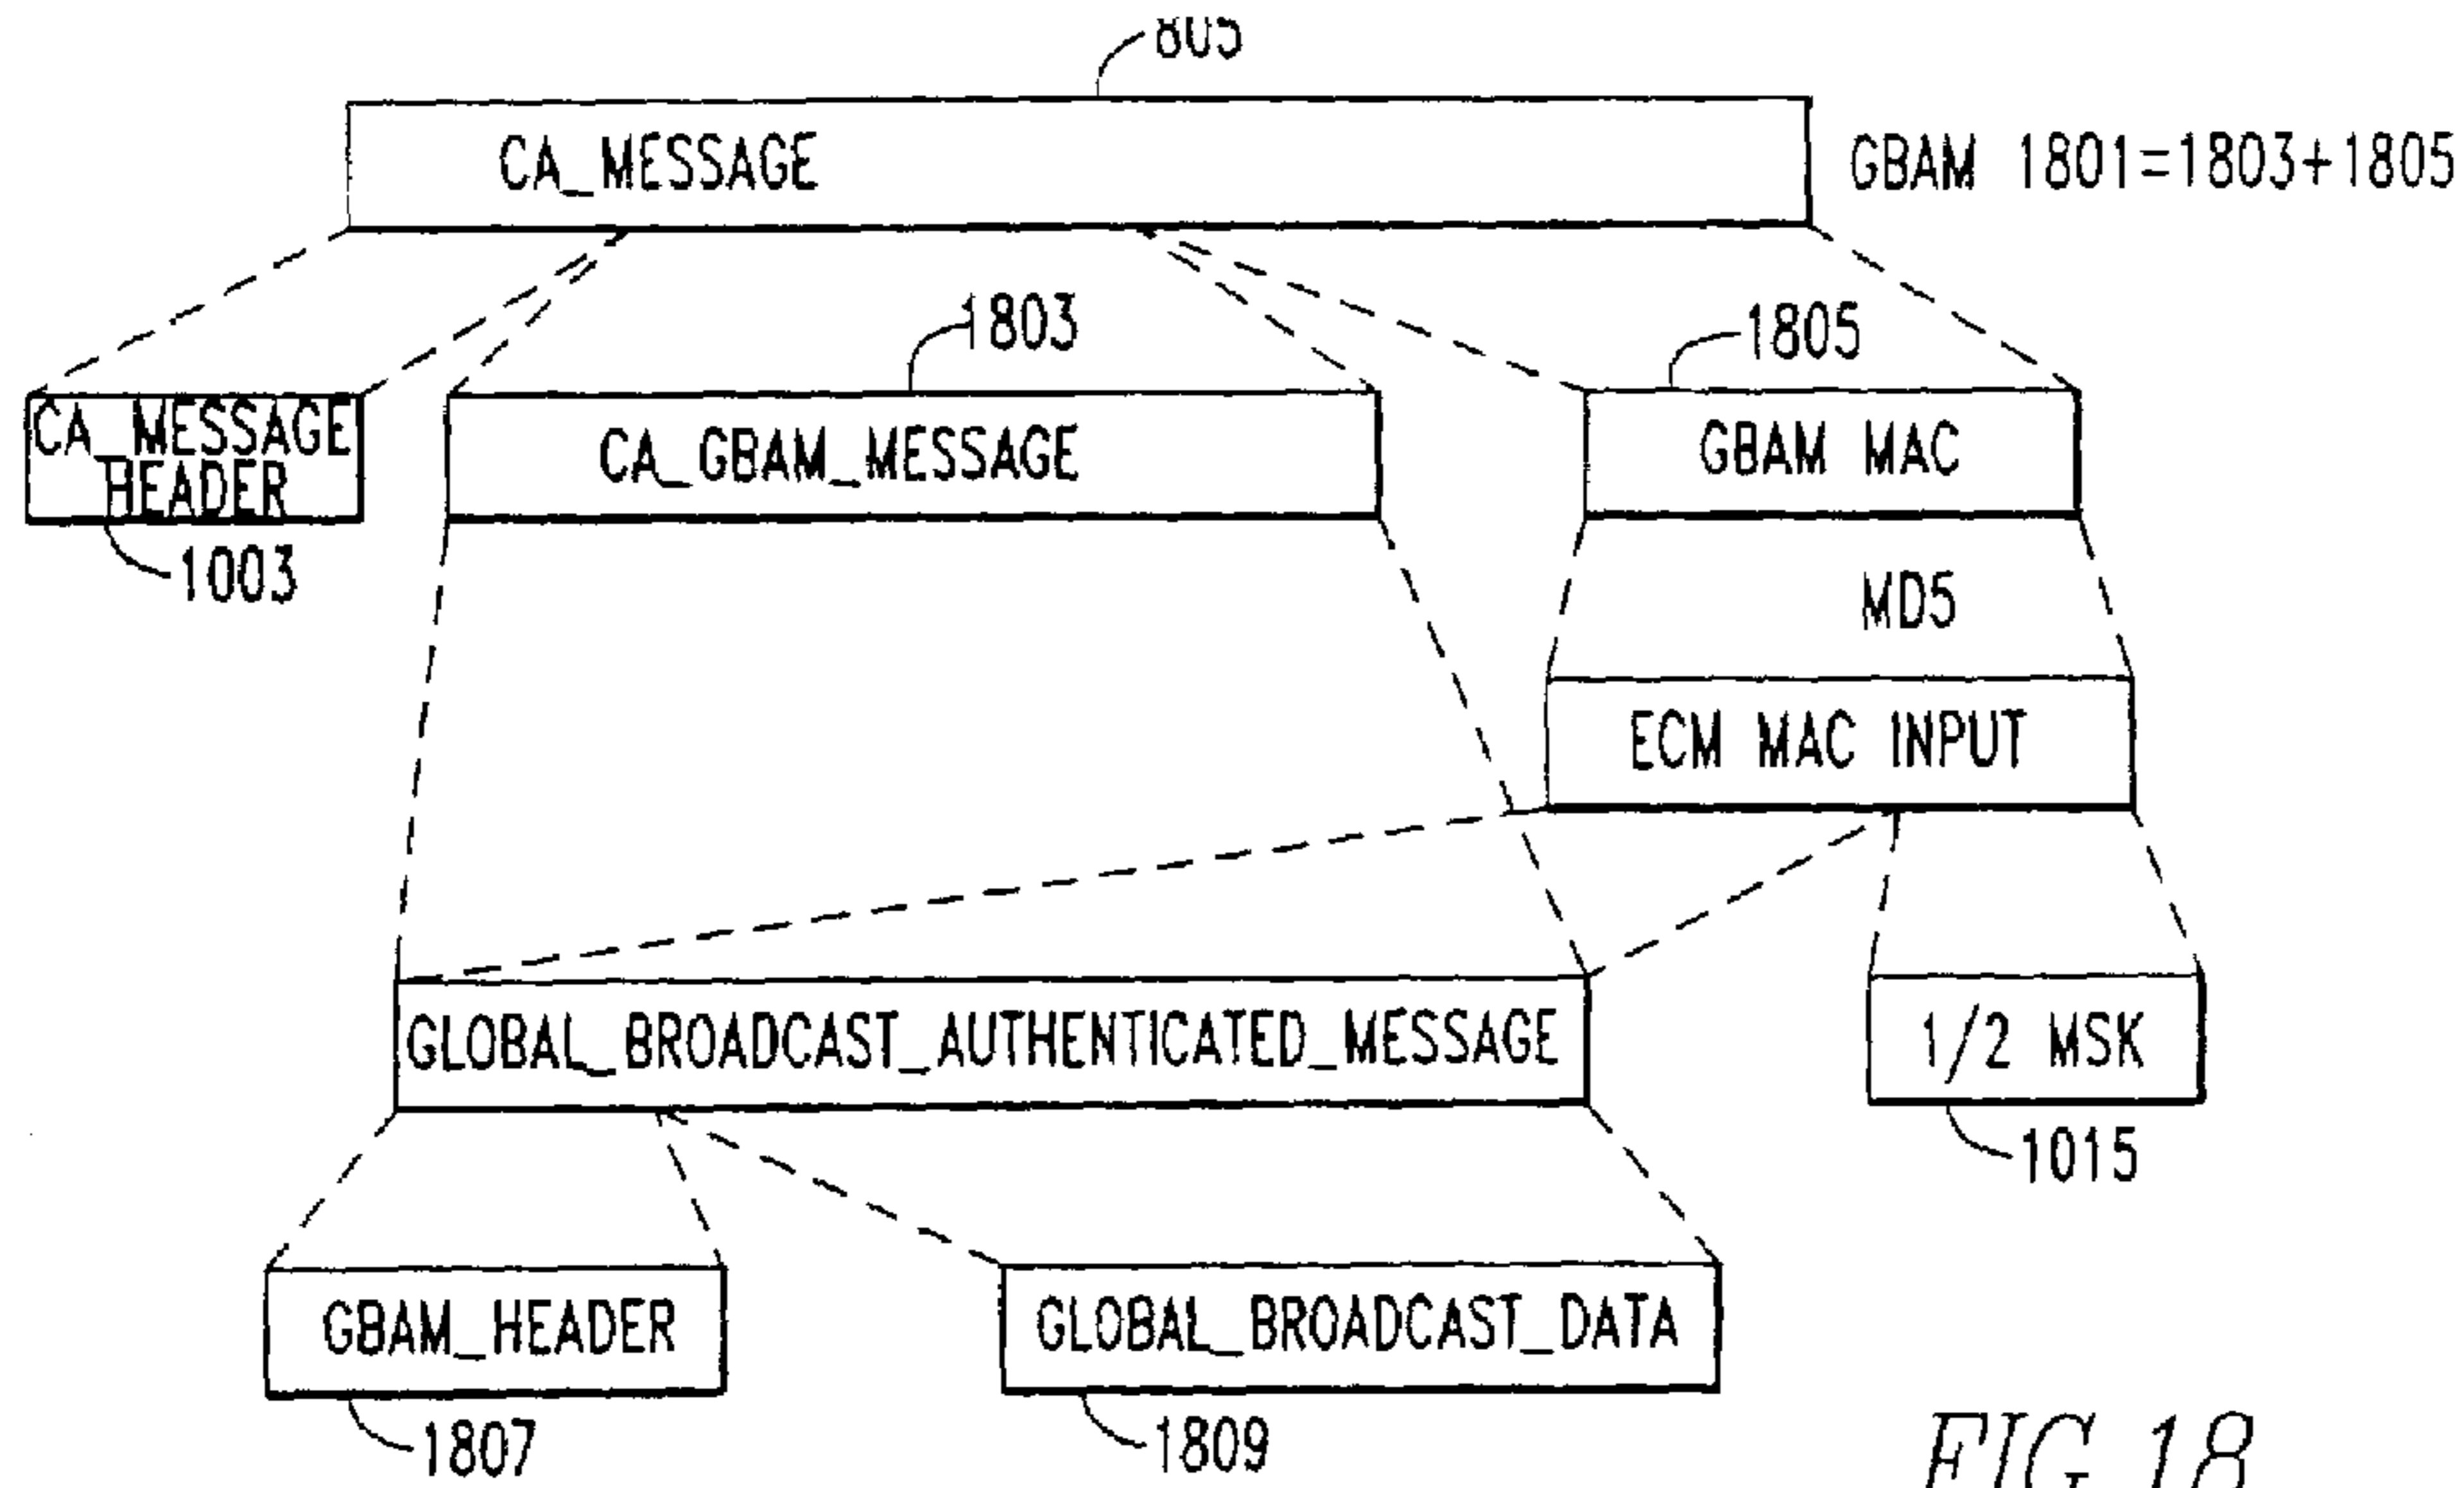 805
CA_MESSAGE
GBAM 1801=1803+1805
1803
1805
CA_MESSAGE
HEADER
CA_GBAM_MESSAGE
GBAM MAC
1003
MD5
ECM MAC INPUT
GLOBAL_BROADCAST_AUTHENTICATED_MESSAGE
1/2 MSK
1015
GBAM_HEADER
GLOBAL_BROADCAST_DATA
1807
1809
FIG. 18